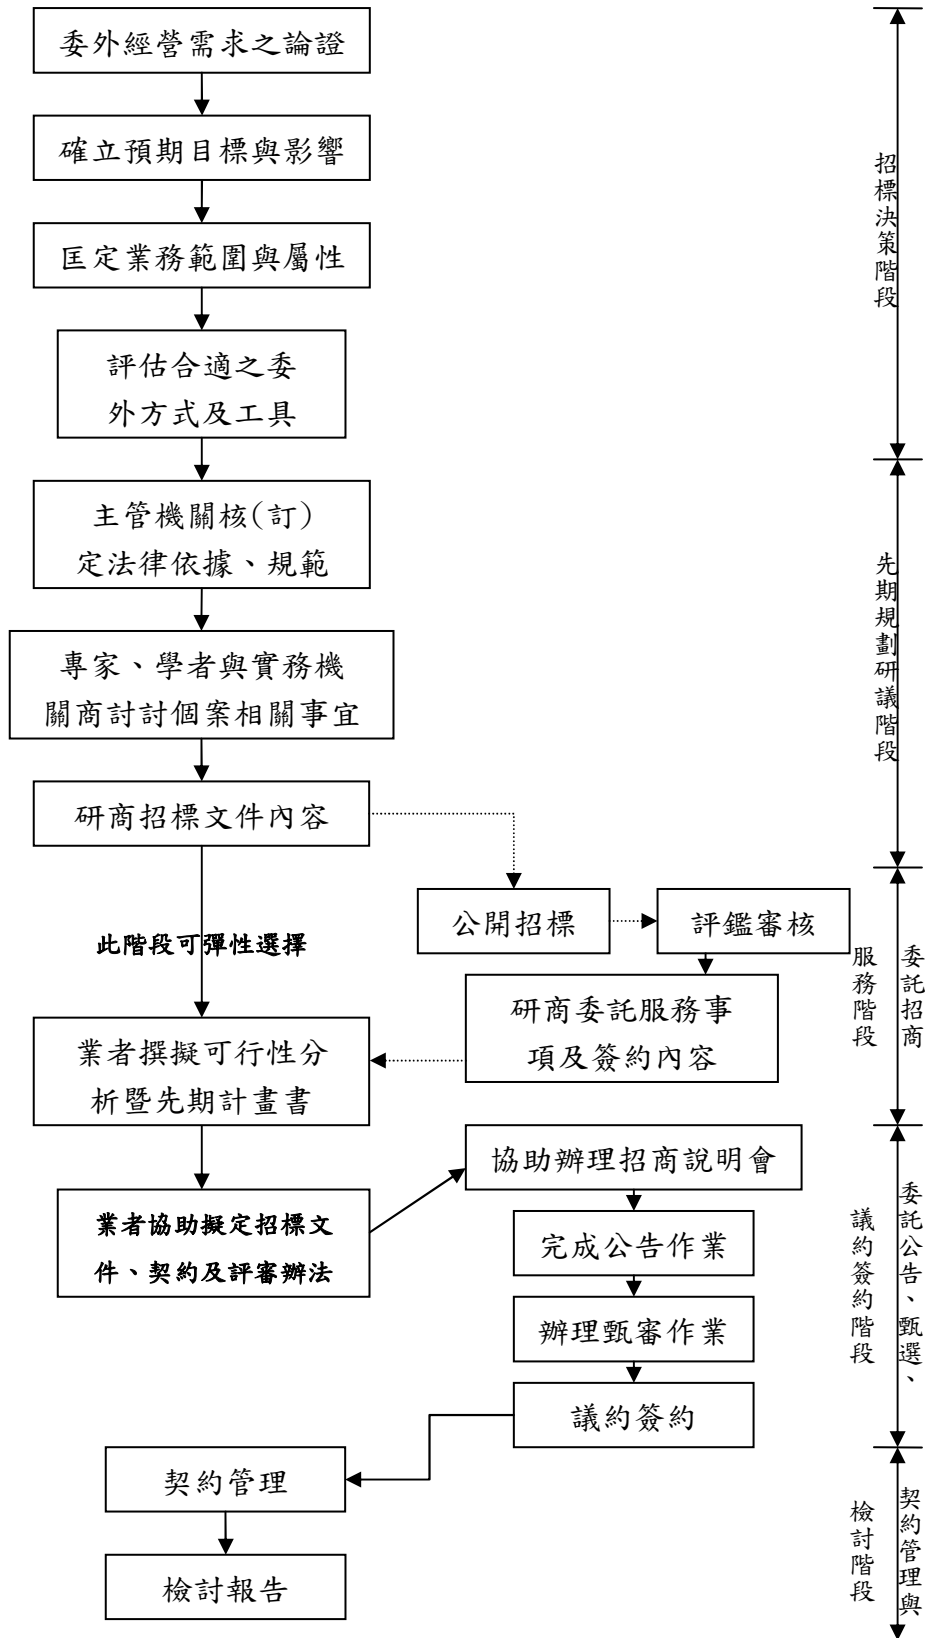 委外經營需求之論證
確立預期目標與影響
匡定業務範圍與屬性
評估合適之委
外方式及工具
主管機關核(訂)
定法律依據、規範
專家、學者與實務機
關商討討個案相關事宜
研商招標文件內容
公開招標
評鑑審核
此階段可彈性選擇
研商委託服務事
項及簽約內容
業者撰擬可行性分
析暨先期計畫書
業者協助擬定招標文
件、契約及評審辦法
協助辦理招商說明會
完成公告作業
辦理甄審作業
議約簽約
契約管理
檢討報告
招標決策階段
先期規劃研議階段
委託招商
服務階段
委託公告、甄選、
議約簽約階段
契約管理與
檢討階段